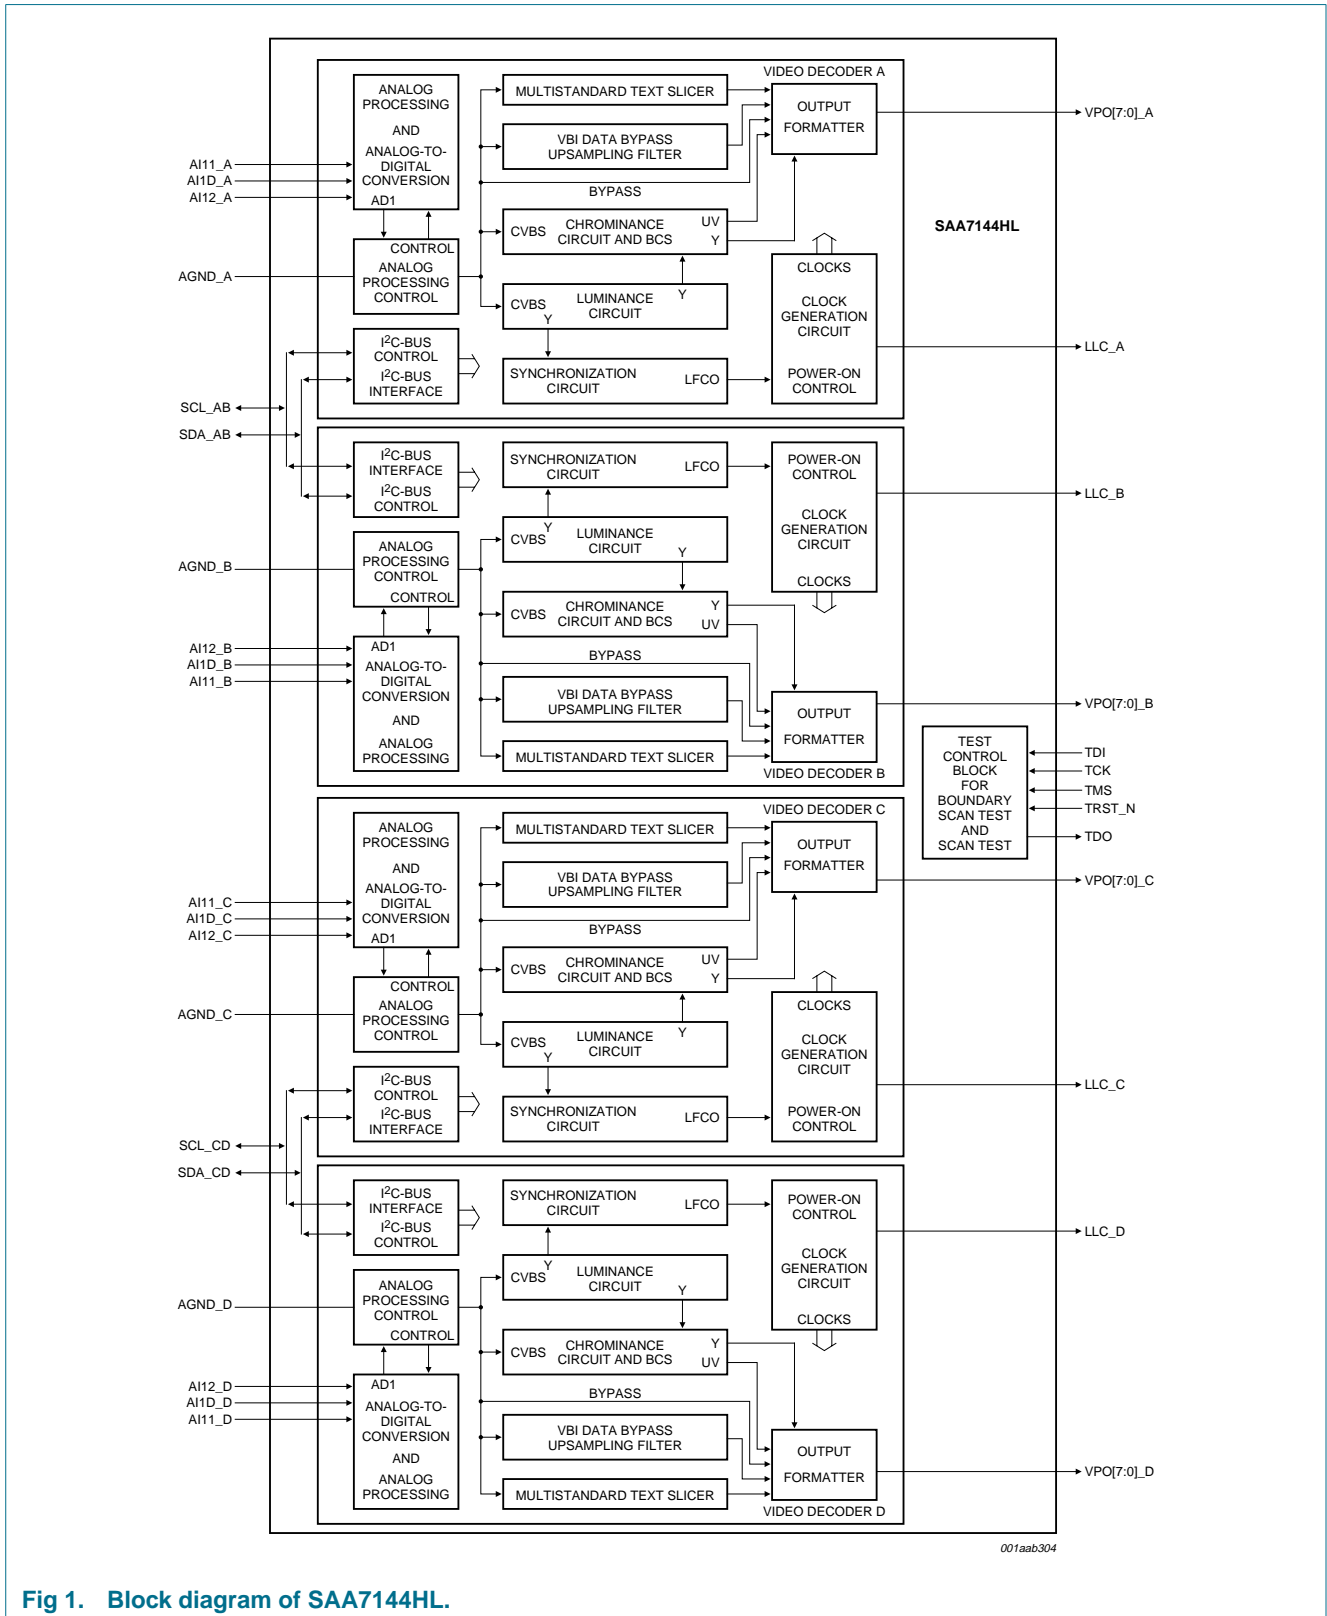 VIDEO DECODER A
ANALOG
PROCESSING
AND
ANALOG-TO-
DIGITAL
CONVERSION
AD1
MULTISTANDARD TEXT SLICER
OUTPUT
FORMATTER
VPO[7:0]_A
VBI DATA BYPASS
UPSAMPLING FILTER
AI11_A
AI1D_A
AI12_A
BYPASS
CVBS
CHROMINANCE
CIRCUIT AND BCS
UV
Y
SAA7144HL
CONTROL
ANALOG
PROCESSING
CONTROL
AGND_A
CVBS
Y
LUMINANCE
CIRCUIT
Y
CLOCKS
CLOCK
GENERATION
CIRCUIT
POWER-ON
CONTROL
LLC_A
I2C-BUS
CONTROL
I2C-BUS
INTERFACE
SYNCHRONIZATION
CIRCUIT
LFCO
SCL_AB
SDA_AB
I2C-BUS
INTERFACE
I2C-BUS
CONTROL
SYNCHRONIZATION
CIRCUIT
LFCO
POWER-ON
CONTROL
CLOCK
GENERATION
CIRCUIT
CLOCKS
LLC_B
CVBS
Y
LUMINANCE
CIRCUIT
Y
ANALOG
PROCESSING
CONTROL
CONTROL
AGND_B
CVBS
CHROMINANCE
CIRCUIT AND BCS
Y
UV
AI12_B
AI1D_B
AI11_B
AD1
ANALOG-TO-
DIGITAL
CONVERSION
AND
ANALOG
PROCESSING
BYPASS
VBI DATA BYPASS
UPSAMPLING FILTER
OUTPUT
FORMATTER
VPO[7:0]_B
MULTISTANDARD TEXT SLICER
VIDEO DECODER B
TEST
CONTROL
BLOCK
FOR
BOUNDARY
SCAN TEST
AND
SCAN TEST
TDI
TCK
TMS
TRST_N
TDO
VIDEO DECODER C
ANALOG
PROCESSING
AND
ANALOG-TO-
DIGITAL
CONVERSION
AD1
MULTISTANDARD TEXT SLICER
OUTPUT
FORMATTER
VPO[7:0]_C
VBI DATA BYPASS
UPSAMPLING FILTER
AI11_C
AI1D_C
AI12_C
BYPASS
CVBS
CHROMINANCE
CIRCUIT AND BCS
UV
Y
CONTROL
ANALOG
PROCESSING
CONTROL
AGND_C
CVBS
Y
LUMINANCE
CIRCUIT
Y
CLOCKS
CLOCK
GENERATION
CIRCUIT
POWER-ON
CONTROL
LLC_C
I2C-BUS
CONTROL
I2C-BUS
INTERFACE
SYNCHRONIZATION
CIRCUIT
LFCO
SCL_CD
SDA_CD
I2C-BUS
INTERFACE
I2C-BUS
CONTROL
SYNCHRONIZATION
CIRCUIT
LFCO
POWER-ON
CONTROL
CLOCK
GENERATION
CIRCUIT
CLOCKS
LLC_D
CVBS
Y
LUMINANCE
CIRCUIT
Y
ANALOG
PROCESSING
CONTROL
CONTROL
AGND_D
CVBS
CHROMINANCE
CIRCUIT AND BCS
Y
UV
AI12_D
AI1D_D
AI11_D
AD1
ANALOG-TO-
DIGITAL
CONVERSION
AND
ANALOG
PROCESSING
BYPASS
VBI DATA BYPASS
UPSAMPLING FILTER
OUTPUT
FORMATTER
VPO[7:0]_D
MULTISTANDARD TEXT SLICER
VIDEO DECODER D
001aab304
Fig 1. Block diagram of SAA7144HL.